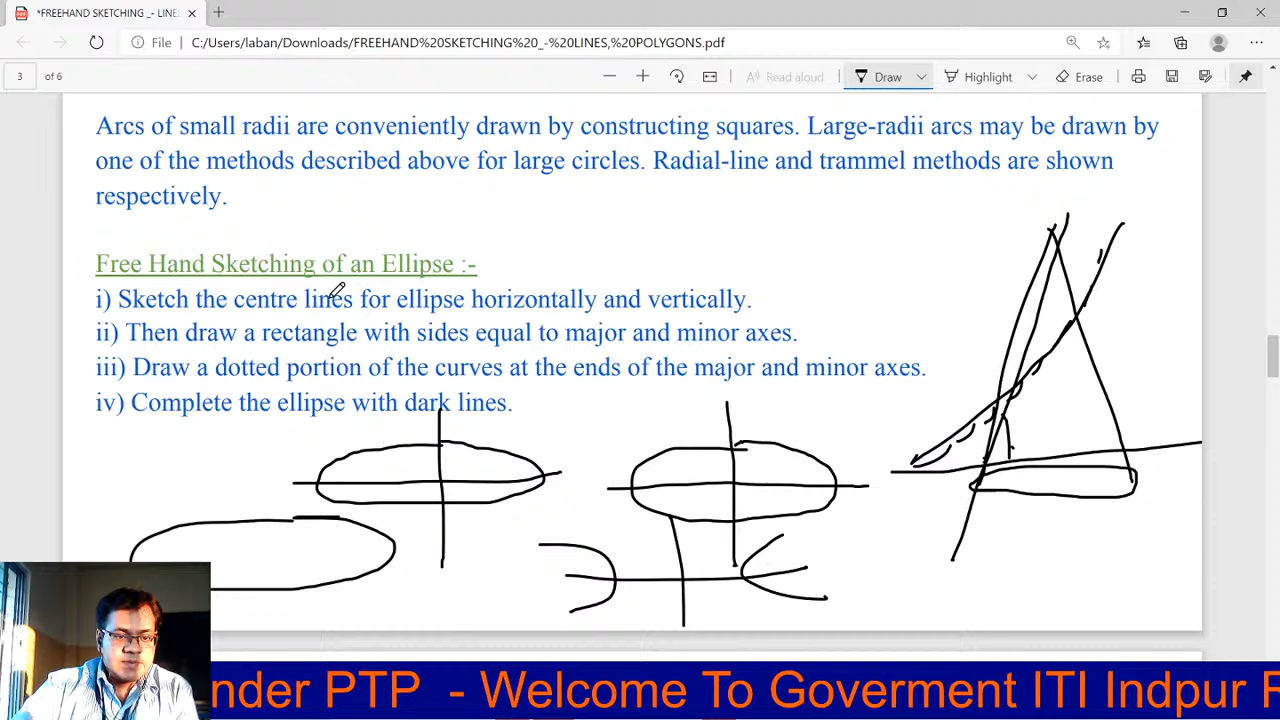 *FREEHAND SKETCHING _- LINES
File C:/Users/laban/Downloads/FREEHAND%20SKETCHING%20_-%20LINES,%20POLYGONS.pdf
3 of 6 Read aloud Draw Highlight Erase
Arcs of small radii are conveniently drawn by constructing squares. Large-radii arcs may be drawn by
one of the methods described above for large circles. Radial-line and trammel methods are shown
respectively.
Free Hand Sketching of an Ellipse :-
i) Sketch the centre lines for ellipse horizontally and vertically.
ii) Then draw a rectangle with sides equal to major and minor axes.
iii) Draw a dotted portion of the curves at the ends of the major and minor axes.
iv) Complete the ellipse with dark lines.
nder PTP - Welcome To Goverment ITI Indpur